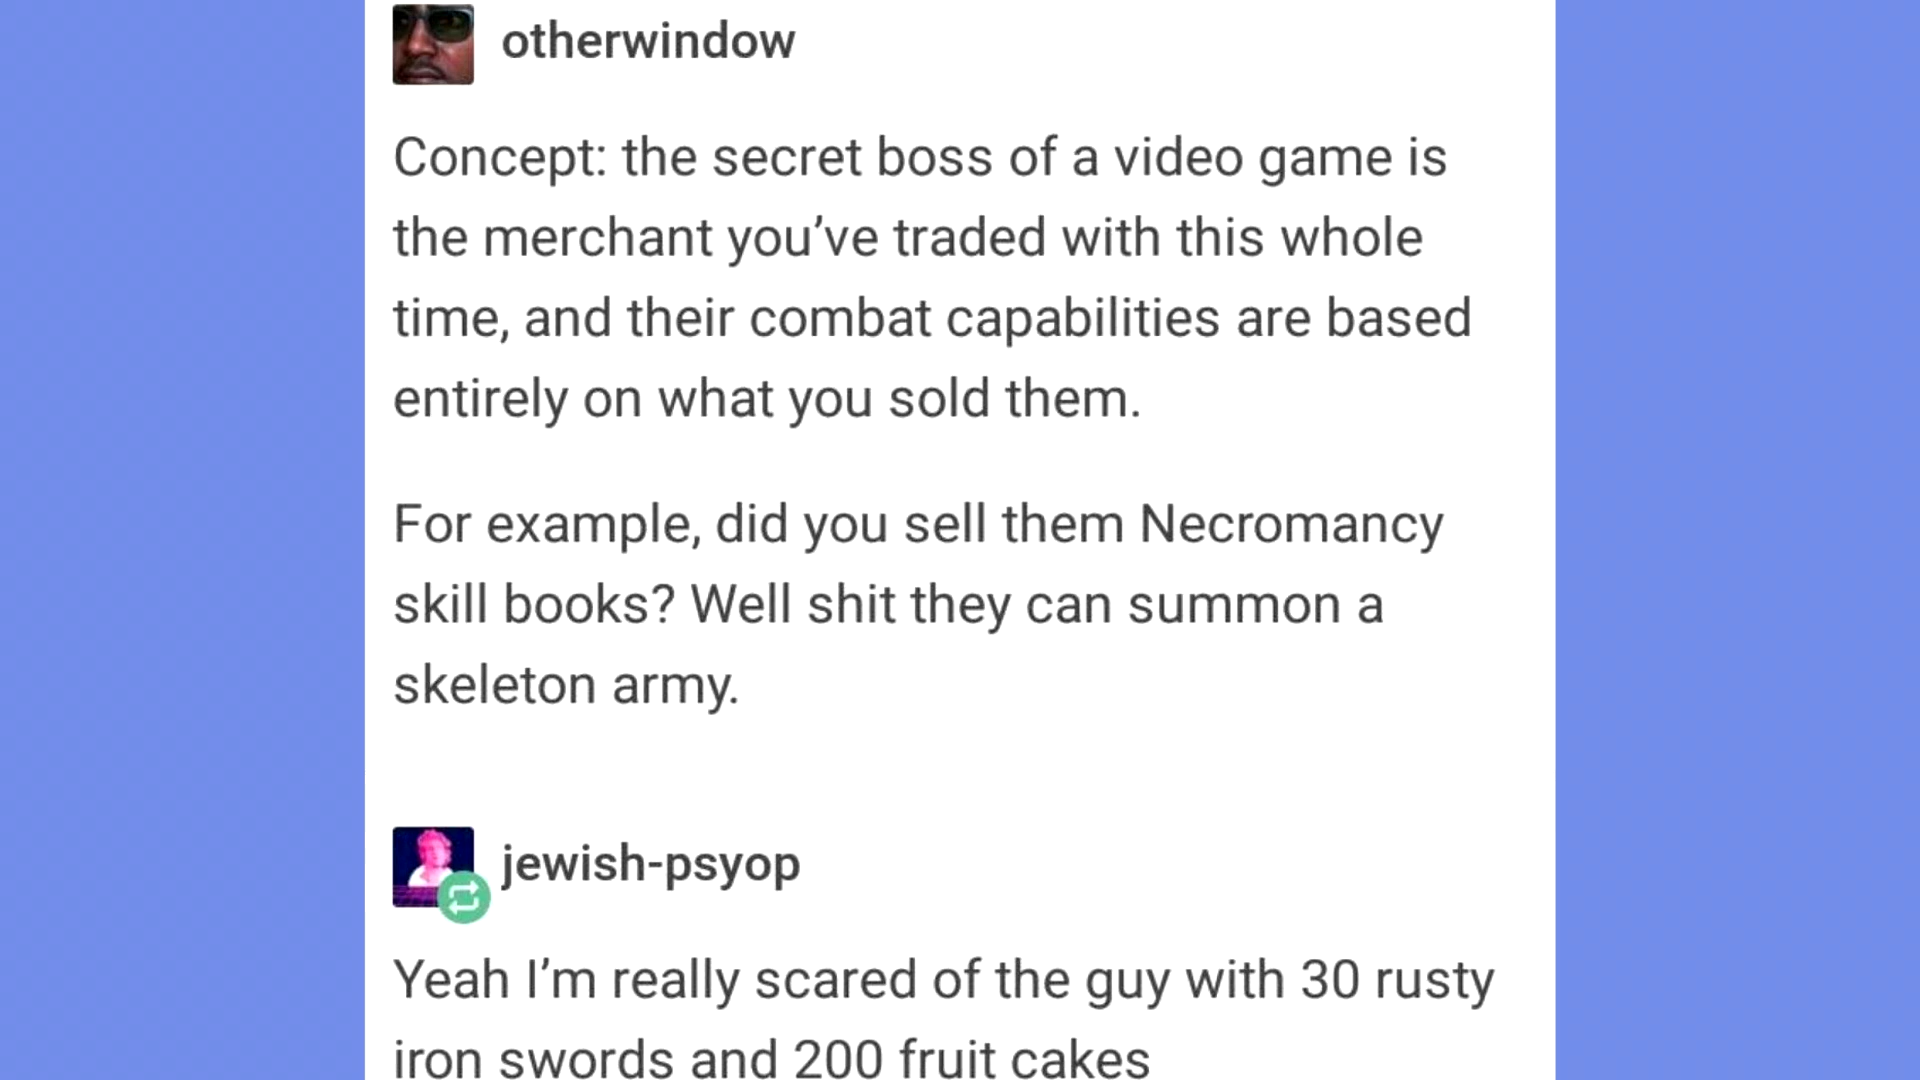 otherwindow
Concept: the secret boss of a video game is
the merchant you’ve traded with this whole
time, and their combat capabilities are based
entirely on what you sold them.
For example, did you sell them Necromancy
skill books? Well shit they can summon a
skeleton army.
jewish-psyop
Yeah I’m really scared of the guy with 30 rusty
iron swords and 200 fruit cakes